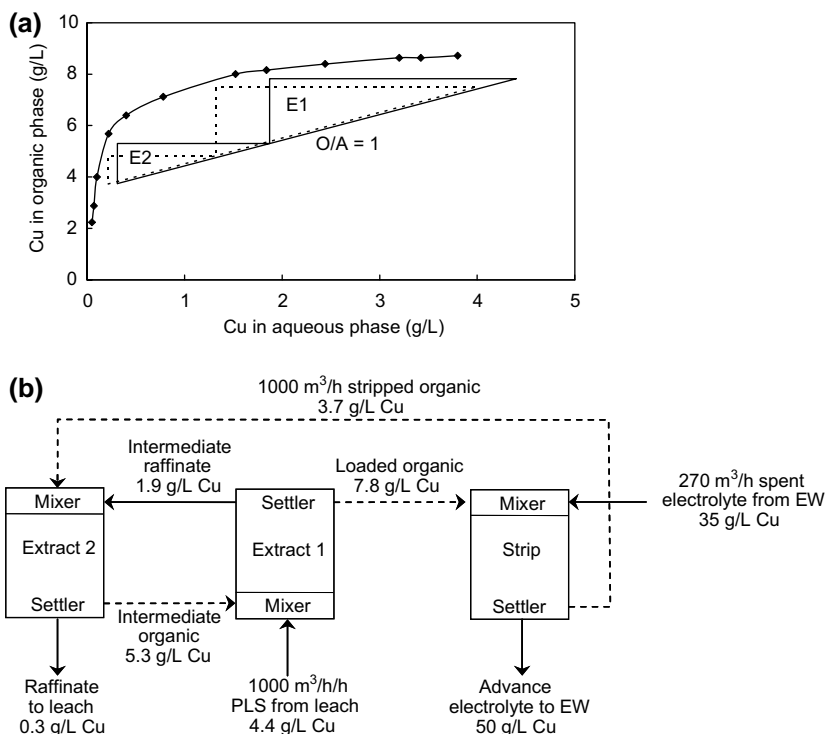 (a)
10
8
6
4
2
0
Cu in organic phase (g/L)
E1
E2
O/A = 1
0 1 2 3 4 5
Cu in aqueous phase (g/L)
(b)
1000 m³/h stripped organic
3.7 g/L Cu
Intermediate
raffinate
1.9 g/L Cu
Loaded organic
7.8 g/L Cu
270 m³/h spent
electrolyte from EW
35 g/L Cu
Mixer
Extract 2
Settler
Settler
Extract 1
Mixer
Mixer
Strip
Settler
Intermediate
organic
5.3 g/L Cu
Raffinate
to leach
0.3 g/L Cu
1000 m³/h/h
PLS from leach
4.4 g/L Cu
Advance
electrolyte to EW
50 g/L Cu